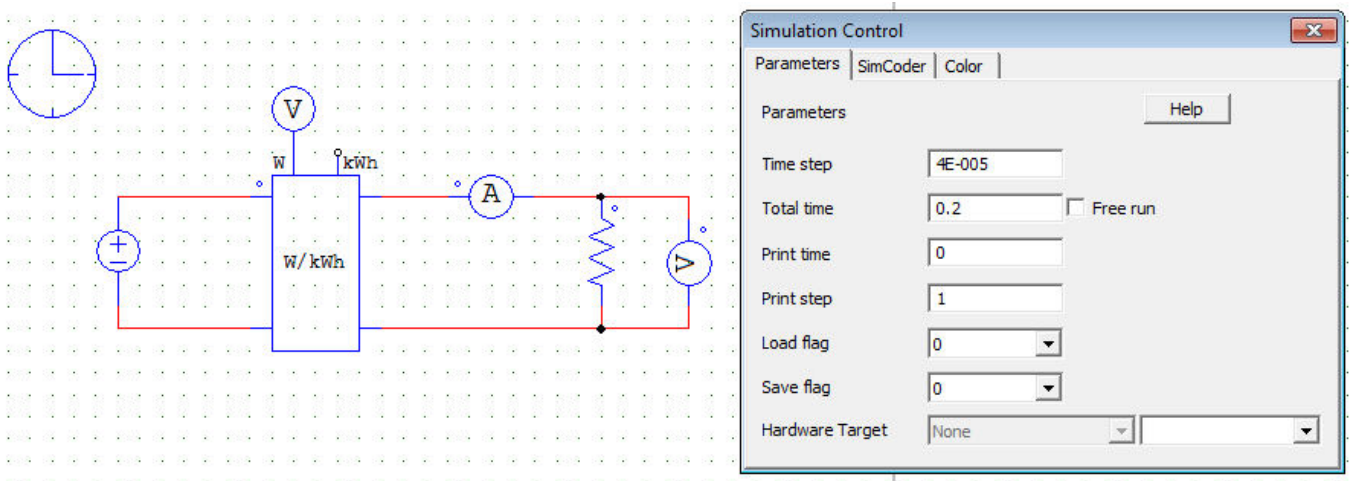 V
W
kWh
A
W/kWh
V
Simulation Control
Parameters
SimCoder
Color
Parameters
Help
Time step
4E-005
Total time
0.2
Free run
Print time
0
Print step
1
Load flag
0
Save flag
0
Hardware Target
None